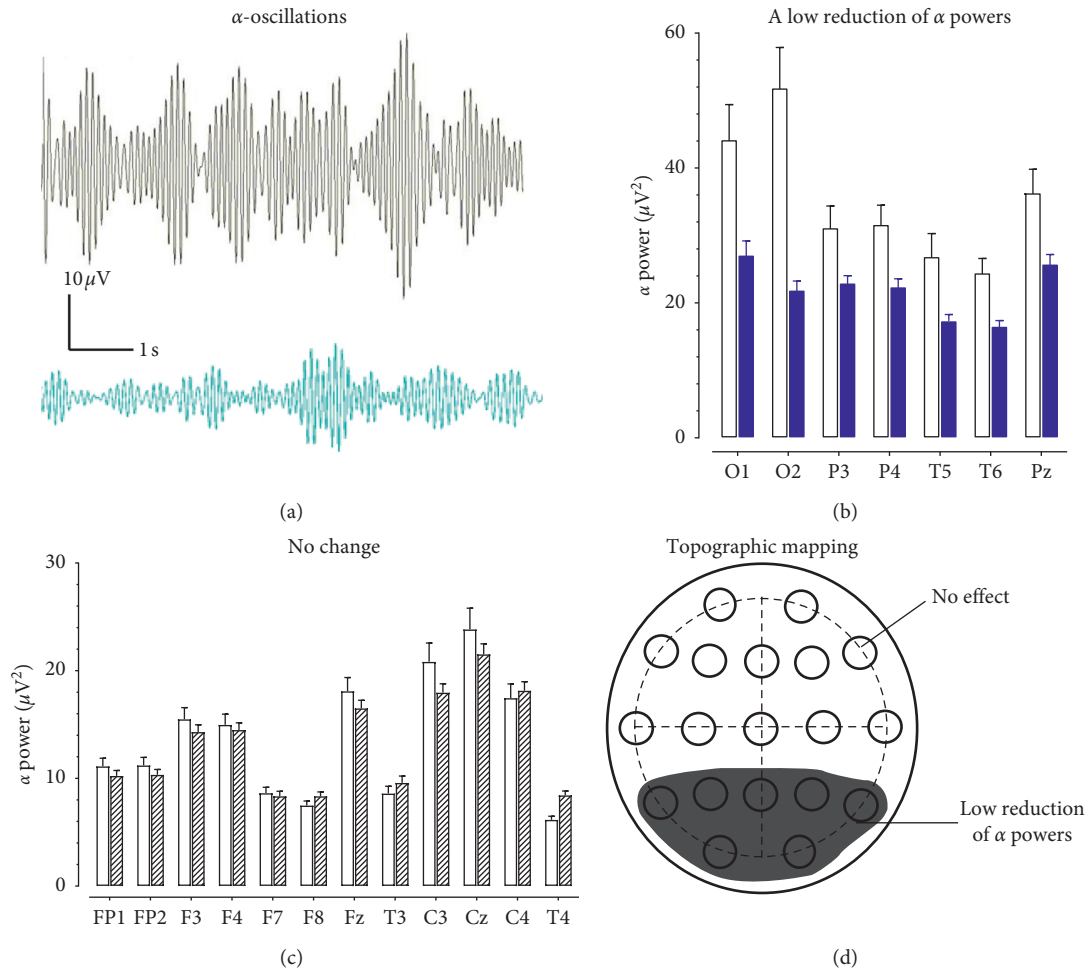 α-oscillations
10 μV
1 s
(a)
A low reduction of α powers
α power (μV²)
60
40
20
0
O1 O2 P3 P4 T5 T6 Pz
(b)
No change
α power (μV²)
30
20
10
0
FP1 FP2 F3 F4 F7 F8 Fz T3 C3 Cz C4 T4
(c)
Topographic mapping
No effect
Low reduction
of α powers
(d)